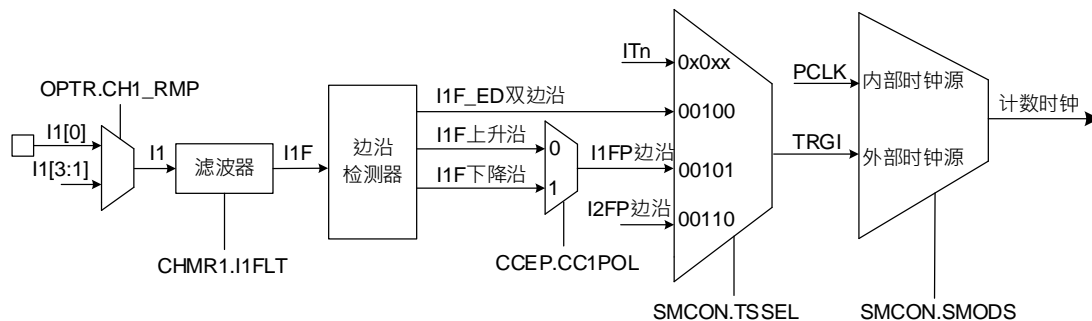 OPTR.CH1_RMP
I1[0]
I1[3:1]
I1
滤波器
CHMR1.I1FLT
I1F
边沿
检测器
I1F_ED双边沿
I1F上升沿
I1F下降沿
0
1
CCEP.CC1POL
ITn
I1FP边沿
I2FP边沿
0x0xx
00100
00101
00110
SMCON.TSSEL
PCLK
TRGI
内部时钟源
外部时钟源
SMCON.SMODS
计数时钟